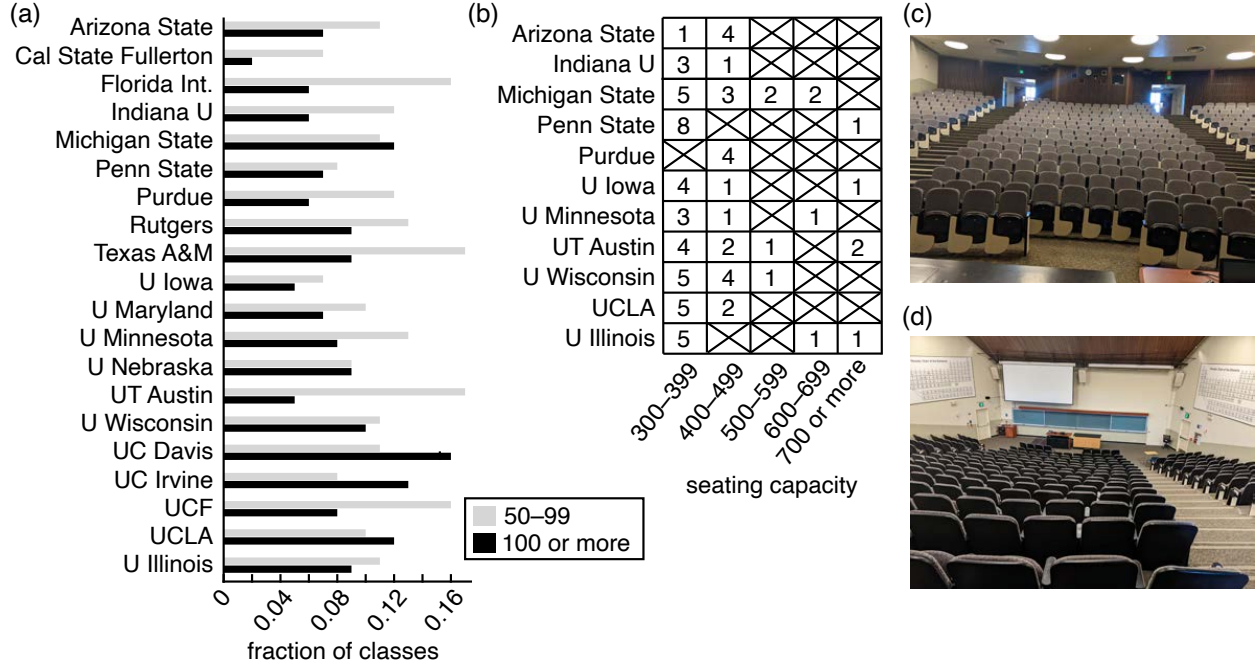 (a)
Arizona State
Cal State Fullerton
Florida Int.
Indiana U
Michigan State
Penn State
Purdue
Rutgers
Texas A&M
U Iowa
U Maryland
U Minnesota
U Nebraska
UT Austin
U Wisconsin
UC Davis
UC Irvine
UCF
UCLA
U Illinois
0 0.04 0.08 0.12 0.16
fraction of classes
50–99
100 or more
(b)
Arizona State 1 4
Indiana U 3 1
Michigan State 5 3 2 2
Penn State 8 1
Purdue 4
U Iowa 4 1 1
U Minnesota 3 1 1
UT Austin 4 2 1 2
U Wisconsin 5 4 1
UCLA 5 2
U Illinois 5 1 1
300–399 400–499 500–599 600–699 700 or more
seating capacity
(c)
(d)